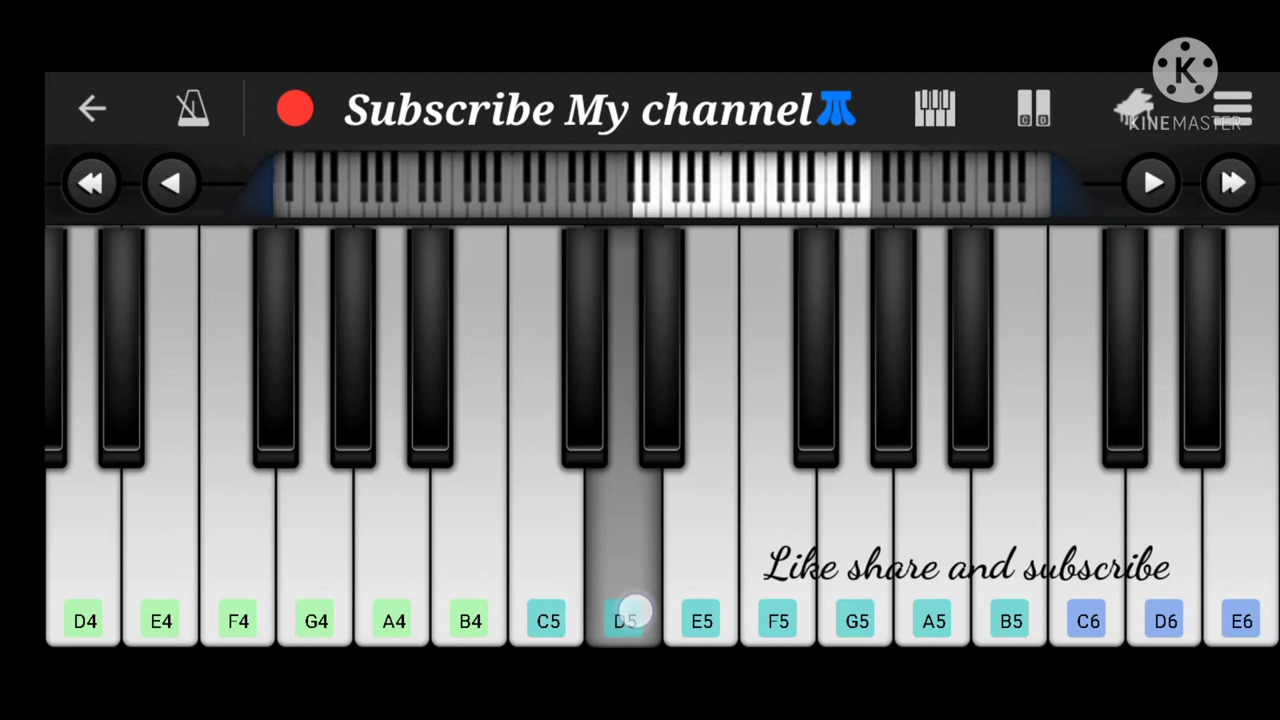 Subscribe My channel
KINEMASTER
Like share and subscribe
D4 E4 F4 G4 A4 B4 C5 D5 E5 F5 G5 A5 B5 C6 D6 E6